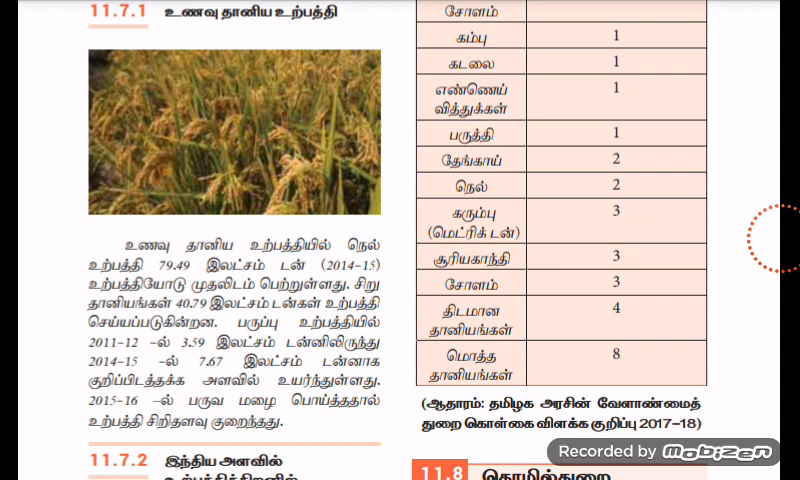 11.7.1 உணவு தானிய உற்பத்தி
உணவு தானிய உற்பத்தியில் நெல்
உற்பத்தி 79.49 இலட்சம் டன் (2014-15)
உற்பத்தியோடு முதலிடம் பெற்றுள்ளது. சிறு
தானியங்கள் 40.79 இலட்சம் டன்கள் உற்பத்தி
செய்யப்படுகின்றன. பருப்பு உற்பத்தியில்
2011-12 -ல் 3.59 இலட்சம் டன்னிலிருந்து
2014-15 -ல் 7.67 இலட்சம் டன்னாக
குறிப்பிடத்தக்க அளவில் உயர்ந்துள்ளது.
2015-16 –ல் பருவ மழை பொய்த்ததால்
உற்பத்தி சிறிதளவு குறைந்தது.
11.7.2 இந்திய அளவில்
உற்பத்தித்திறனில்
சோளம்
கம்பு 1
கடலை 1
எண்ணெய் 1
வித்துக்கள்
பருத்தி 1
தேங்காய் 2
நெல் 2
கரும்பு 3
(மெட்ரிக் டன்)
சூரியகாந்தி 3
சோளம் 3
திடமான 4
தானியங்கள்
மொத்த 8
தானியங்கள்
(ஆதாரம்: தமிழக அரசின் வேளாண்மைத்
துறை கொள்கை விளக்க குறிப்பு 2017-18)
11.8 தொழில்துறை
Recorded by mobizen